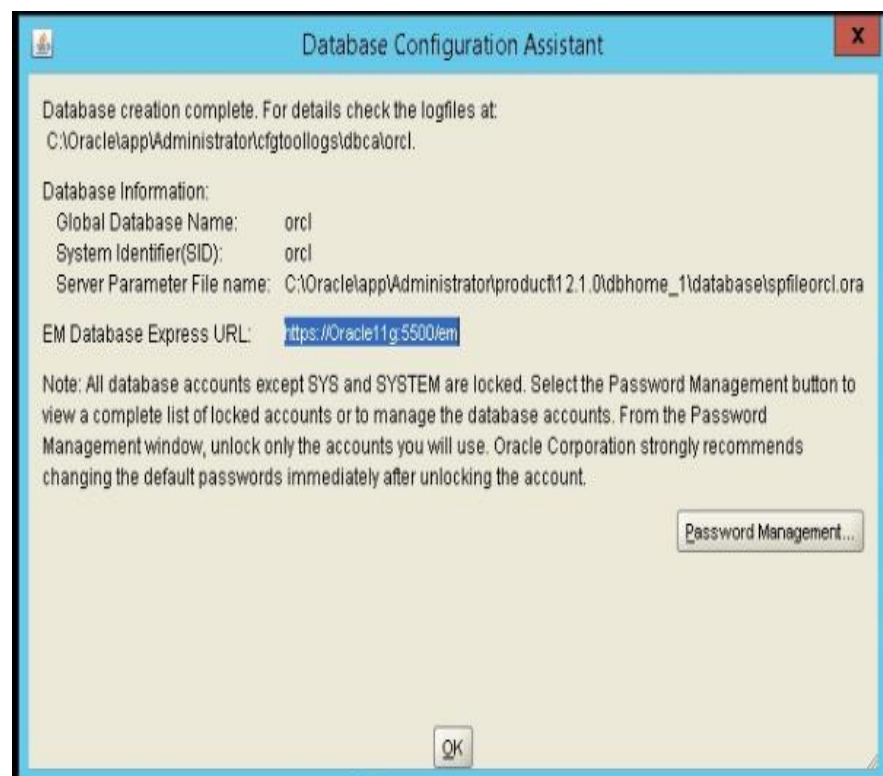 Database Configuration Assistant
X
Database creation complete. For details check the logfiles at:
C:\Oracle\app\Administrator\cfgtoollogs\dbca\orcl.
Database Information:
Global Database Name: orcl
System Identifier(SID): orcl
Server Parameter File name: C:\Oracle\app\Administrator\product\12.1.0\dbhome_1\database\spfileorcl.ora
EM Database Express URL: https://Oracle11g:5500/em
Note: All database accounts except SYS and SYSTEM are locked. Select the Password Management button to
view a complete list of locked accounts or to manage the database accounts. From the Password
Management window, unlock only the accounts you will use. Oracle Corporation strongly recommends
changing the default passwords immediately after unlocking the account.
Password Management...
OK